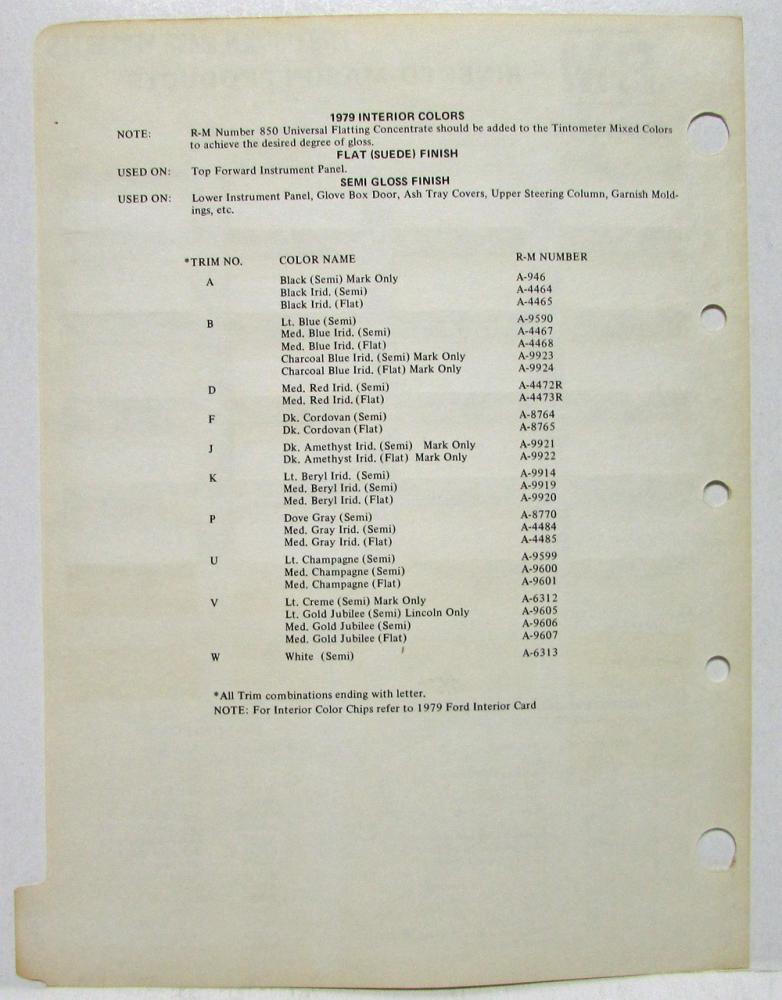 1979 INTERIOR COLORS
NOTE: R-M Number 850 Universal Flatting Concentrate should be added to the Tintometer Mixed Colors
to achieve the desired degree of gloss.
FLAT (SUEDE) FINISH
USED ON: Top Forward Instrument Panel.
SEMI GLOSS FINISH
USED ON: Lower Instrument Panel, Glove Box Door, Ash Tray Covers, Upper Steering Column, Garnish Mold-
ings, etc.
*TRIM NO. COLOR NAME R-M NUMBER
A Black (Semi) Mark Only A-946
Black Irid. (Semi) A-4464
Black Irid. (Flat) A-4465
B Lt. Blue (Semi) A-9590
Med. Blue Irid. (Semi) A-4467
Med. Blue Irid. (Flat) A-4468
Charcoal Blue Irid. (Semi) Mark Only A-9923
Charcoal Blue Irid. (Flat) Mark Only A-9924
D Med. Red Irid. (Semi) A-4472R
Med. Red Irid. (Flat) A-4473R
F Dk. Cordovan (Semi) A-8764
Dk. Cordovan (Flat) A-8765
J Dk. Amethyst Irid. (Semi) Mark Only A-9921
Dk. Amethyst Irid. (Flat) Mark Only A-9922
K Lt. Beryl Irid. (Semi) A-9914
Med. Beryl Irid. (Semi) A-9919
Med. Beryl Irid. (Flat) A-9920
P Dove Gray (Semi) A-8770
Med. Gray Irid. (Semi) A-4484
Med. Gray Irid. (Flat) A-4485
U Lt. Champagne (Semi) A-9599
Med. Champagne (Semi) A-9600
Med. Champagne (Flat) A-9601
V Lt. Creme (Semi) Mark Only A-6312
Lt. Gold Jubilee (Semi) Lincoln Only A-9605
Med. Gold Jubilee (Semi) A-9606
Med. Gold Jubilee (Flat) A-9607
W White (Semi) A-6313
*All Trim combinations ending with letter.
NOTE: For Interior Color Chips refer to 1979 Ford Interior Card